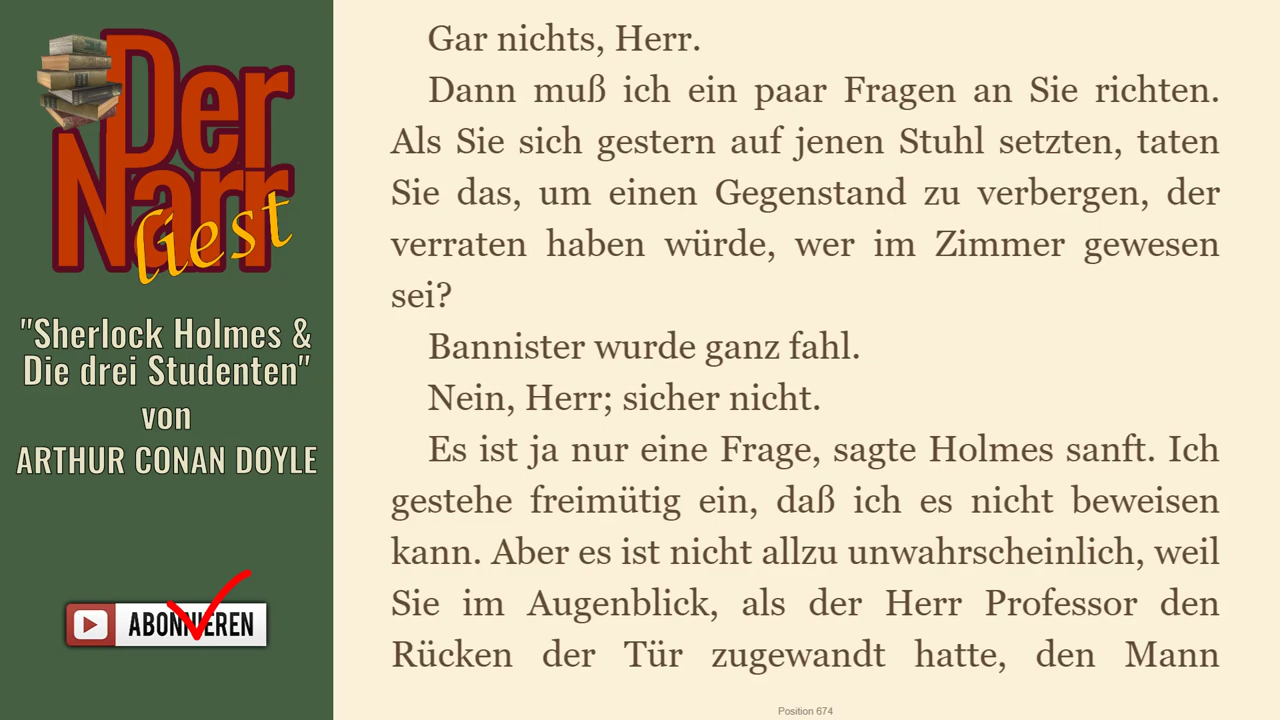 Der
Narr
liest
"Sherlock Holmes &
Die drei Studenten"
von
ARTHUR CONAN DOYLE
ABONNIEREN
Gar nichts, Herr.
Dann muß ich ein paar Fragen an Sie richten.
Als Sie sich gestern auf jenen Stuhl setzten, taten
Sie das, um einen Gegenstand zu verbergen, der
verraten haben würde, wer im Zimmer gewesen
sei?
Bannister wurde ganz fahl.
Nein, Herr; sicher nicht.
Es ist ja nur eine Frage, sagte Holmes sanft. Ich
gestehe freimütig ein, daß ich es nicht beweisen
kann. Aber es ist nicht allzu unwahrscheinlich, weil
Sie im Augenblick, als der Herr Professor den
Rücken der Tür zugewandt hatte, den Mann
Position 674